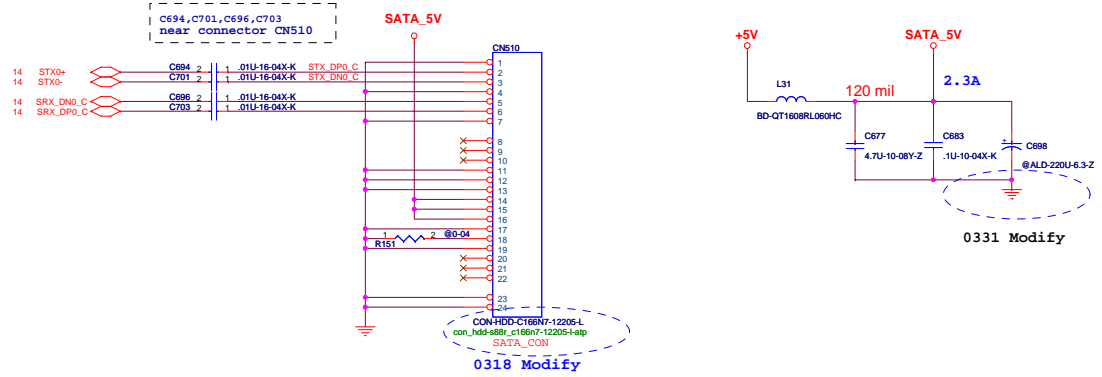 C694,C701,C696,C703
near connector CN510
SATA_5V
CN510
14 STX0+ C694 2 1 .01U-16-04X-K STX_DP0_C
14 STX0- C701 2 1 .01U-16-04X-K STX_DN0_C
14 SRX_DN0_C C696 2 1 .01U-16-04X-K
14 SRX_DP0_C C703 2 1 .01U-16-04X-K
1
2
3
4
5
6
7
8
9
10
11
12
13
14
15
16
17
18
19
20
21
22
23
24
1 2 @0-04
R151
CON-HDD-C166N7-12205-L
con_hdd-s88r_c166n7-12205-l-atp
SATA_CON
0318 Modify
+5V
SATA_5V
2.3A
L31
120 mil
BD-QT1608RL060HC
C677
4.7U-10-08Y-Z
C683
.1U-10-04X-K
+
C698
@ALD-220U-6.3-Z
0331 Modify